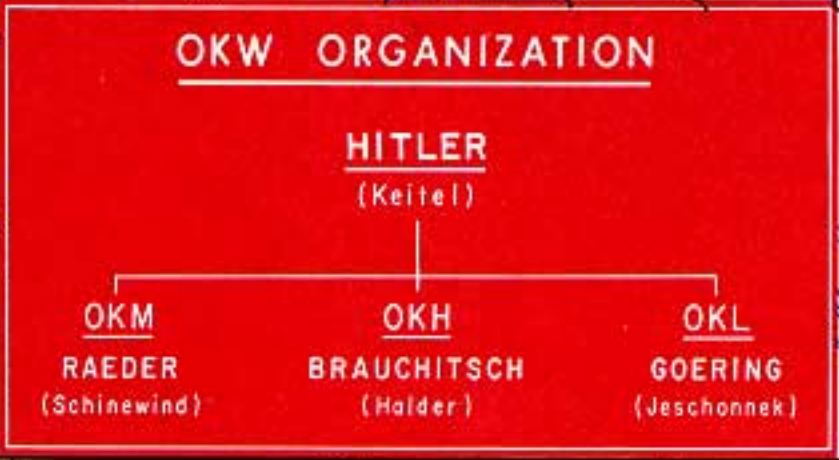 OKW ORGANIZATION
HITLER
(Keitel)
OKM
RAEDER
(Schinewind)
OKH
BRAUCHITSCH
(Halder)
OKL
GOERING
(Jeschonnek)